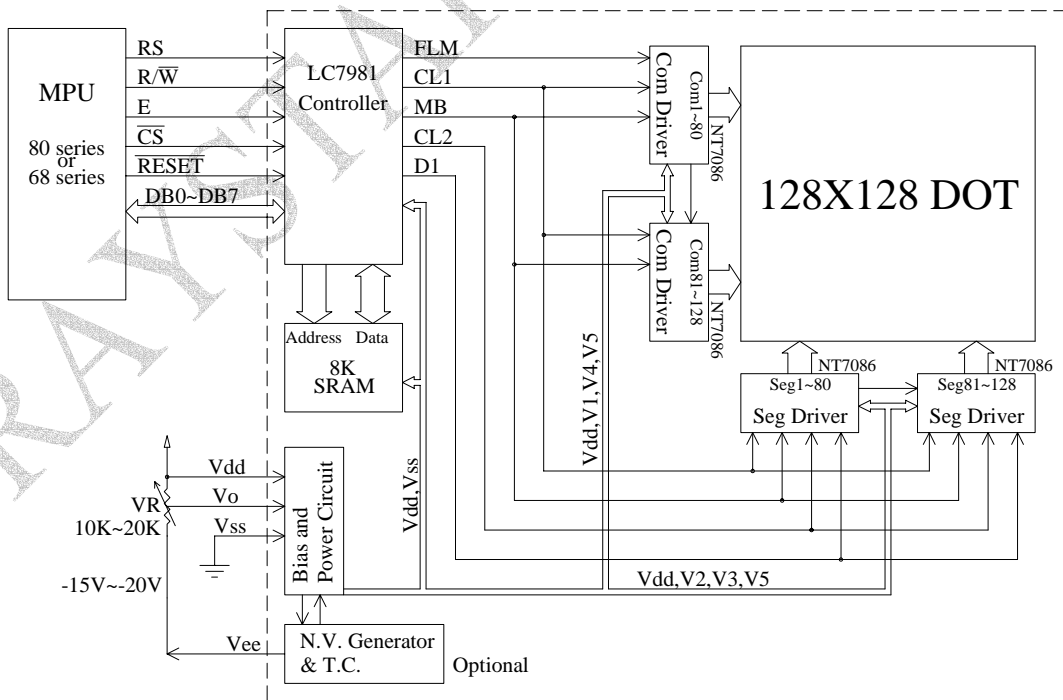 RAYSTAR
MPU
80 series
or
68 series
RS
R/W̅
E
C̅S̅
R̅E̅S̅E̅T̅
DB0~DB7
LC7981
Controller
FLM
CL1
MB
CL2
D1
Address Data
8K
SRAM
Com Driver
Com1~80
NT7086
Com Driver
Com81~128
NT7086
128X128 DOT
NT7086
Seg1~80
Seg Driver
NT7086
Seg81~128
Seg Driver
Vdd,V1,V4,V5
Vdd,Vss
Vdd,V2,V3,V5
Vdd
VR
Vo
10K~20K
Vss
-15V~-20V
Bias and
Power Circuit
Vee
N.V. Generator
& T.C.
Optional